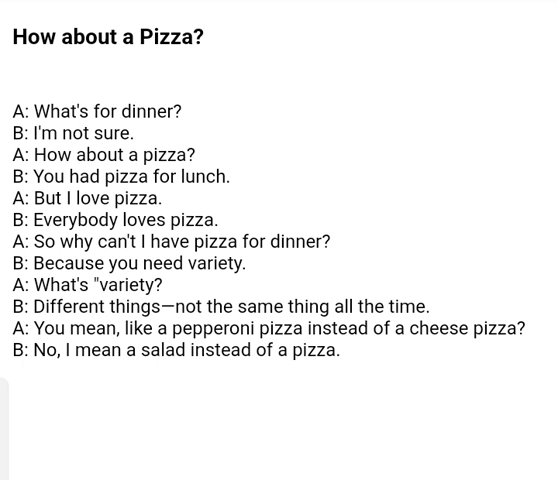 How about a Pizza?
A: What's for dinner?
B: I'm not sure.
A: How about a pizza?
B: You had pizza for lunch.
A: But I love pizza.
B: Everybody loves pizza.
A: So why can't I have pizza for dinner?
B: Because you need variety.
A: What's "variety?
B: Different things—not the same thing all the time.
A: You mean, like a pepperoni pizza instead of a cheese pizza?
B: No, I mean a salad instead of a pizza.